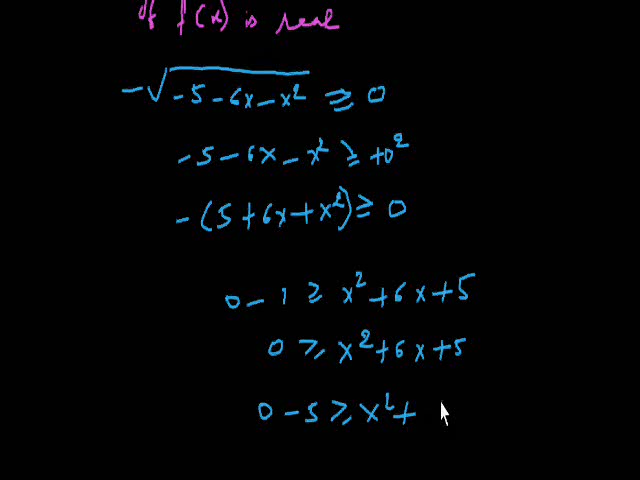 If f(x) is real
-√(-5-6x-x²) ≥ 0
-5-6x-x² ≥ +0²
-(5+6x+x²) ≥ 0
0-1 ≥ x²+6x+5
0 ≥ x²+6x+5
0-5 ≥ x²+